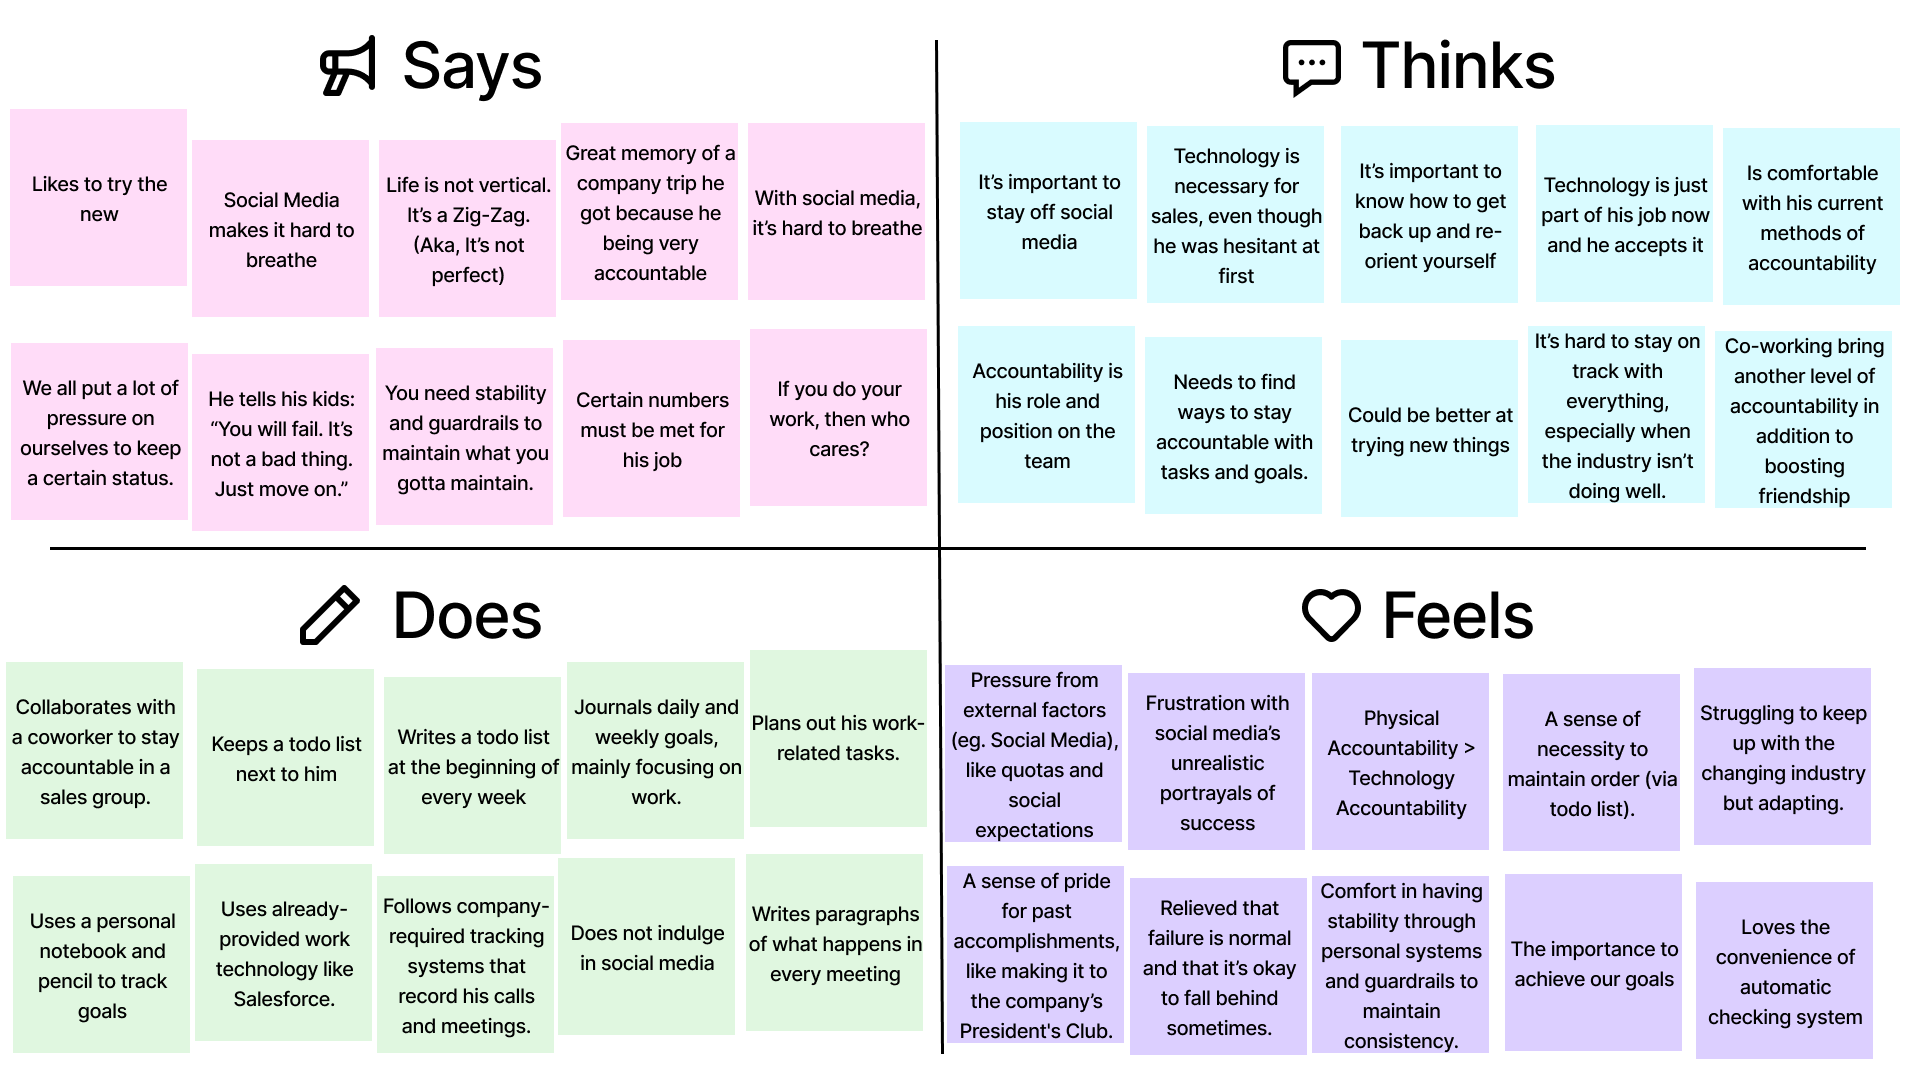 Says
Likes to try the
new
Social Media
makes it hard to
breathe
Life is not vertical.
It’s a Zig-Zag.
(Aka, It’s not
perfect)
Great memory of a
company trip he
got because he
being very
accountable
With social media,
it’s hard to breathe
We all put a lot of
pressure on
ourselves to keep
a certain status.
He tells his kids:
“You will fail. It’s
not a bad thing.
Just move on.”
You need stability
and guardrails to
maintain what you
gotta maintain.
Certain numbers
must be met for
his job
If you do your
work, then who
cares?
Thinks
It’s important to
stay off social
media
Technology is
necessary for
sales, even though
he was hesitant at
first
It’s important to
know how to get
back up and re-
orient yourself
Technology is just
part of his job now
and he accepts it
Is comfortable
with his current
methods of
accountability
Accountability is
his role and
position on the
team
Needs to find
ways to stay
accountable with
tasks and goals.
Could be better at
trying new things
It’s hard to stay on
track with
everything,
especially when
the industry isn’t
doing well.
Co-working bring
another level of
accountability in
addition to
boosting
friendship
Does
Collaborates with
a coworker to stay
accountable in a
sales group.
Keeps a todo list
next to him
Writes a todo list
at the beginning of
every week
Journals daily and
weekly goals,
mainly focusing on
work.
Plans out his work-
related tasks.
Uses a personal
notebook and
pencil to track
goals
Uses already-
provided work
technology like
Salesforce.
Follows company-
required tracking
systems that
record his calls
and meetings.
Does not indulge
in social media
Writes paragraphs
of what happens in
every meeting
Feels
Pressure from
external factors
(eg. Social Media),
like quotas and
social
expectations
Frustration with
social media’s
unrealistic
portrayals of
success
Physical
Accountability >
Technology
Accountability
A sense of
necessity to
maintain order (via
todo list).
Struggling to keep
up with the
changing industry
but adapting.
A sense of pride
for past
accomplishments,
like making it to
the company’s
President's Club.
Relieved that
failure is normal
and that it’s okay
to fall behind
sometimes.
Comfort in having
stability through
personal systems
and guardrails to
maintain
consistency.
The importance to
achieve our goals
Loves the
convenience of
automatic
checking system